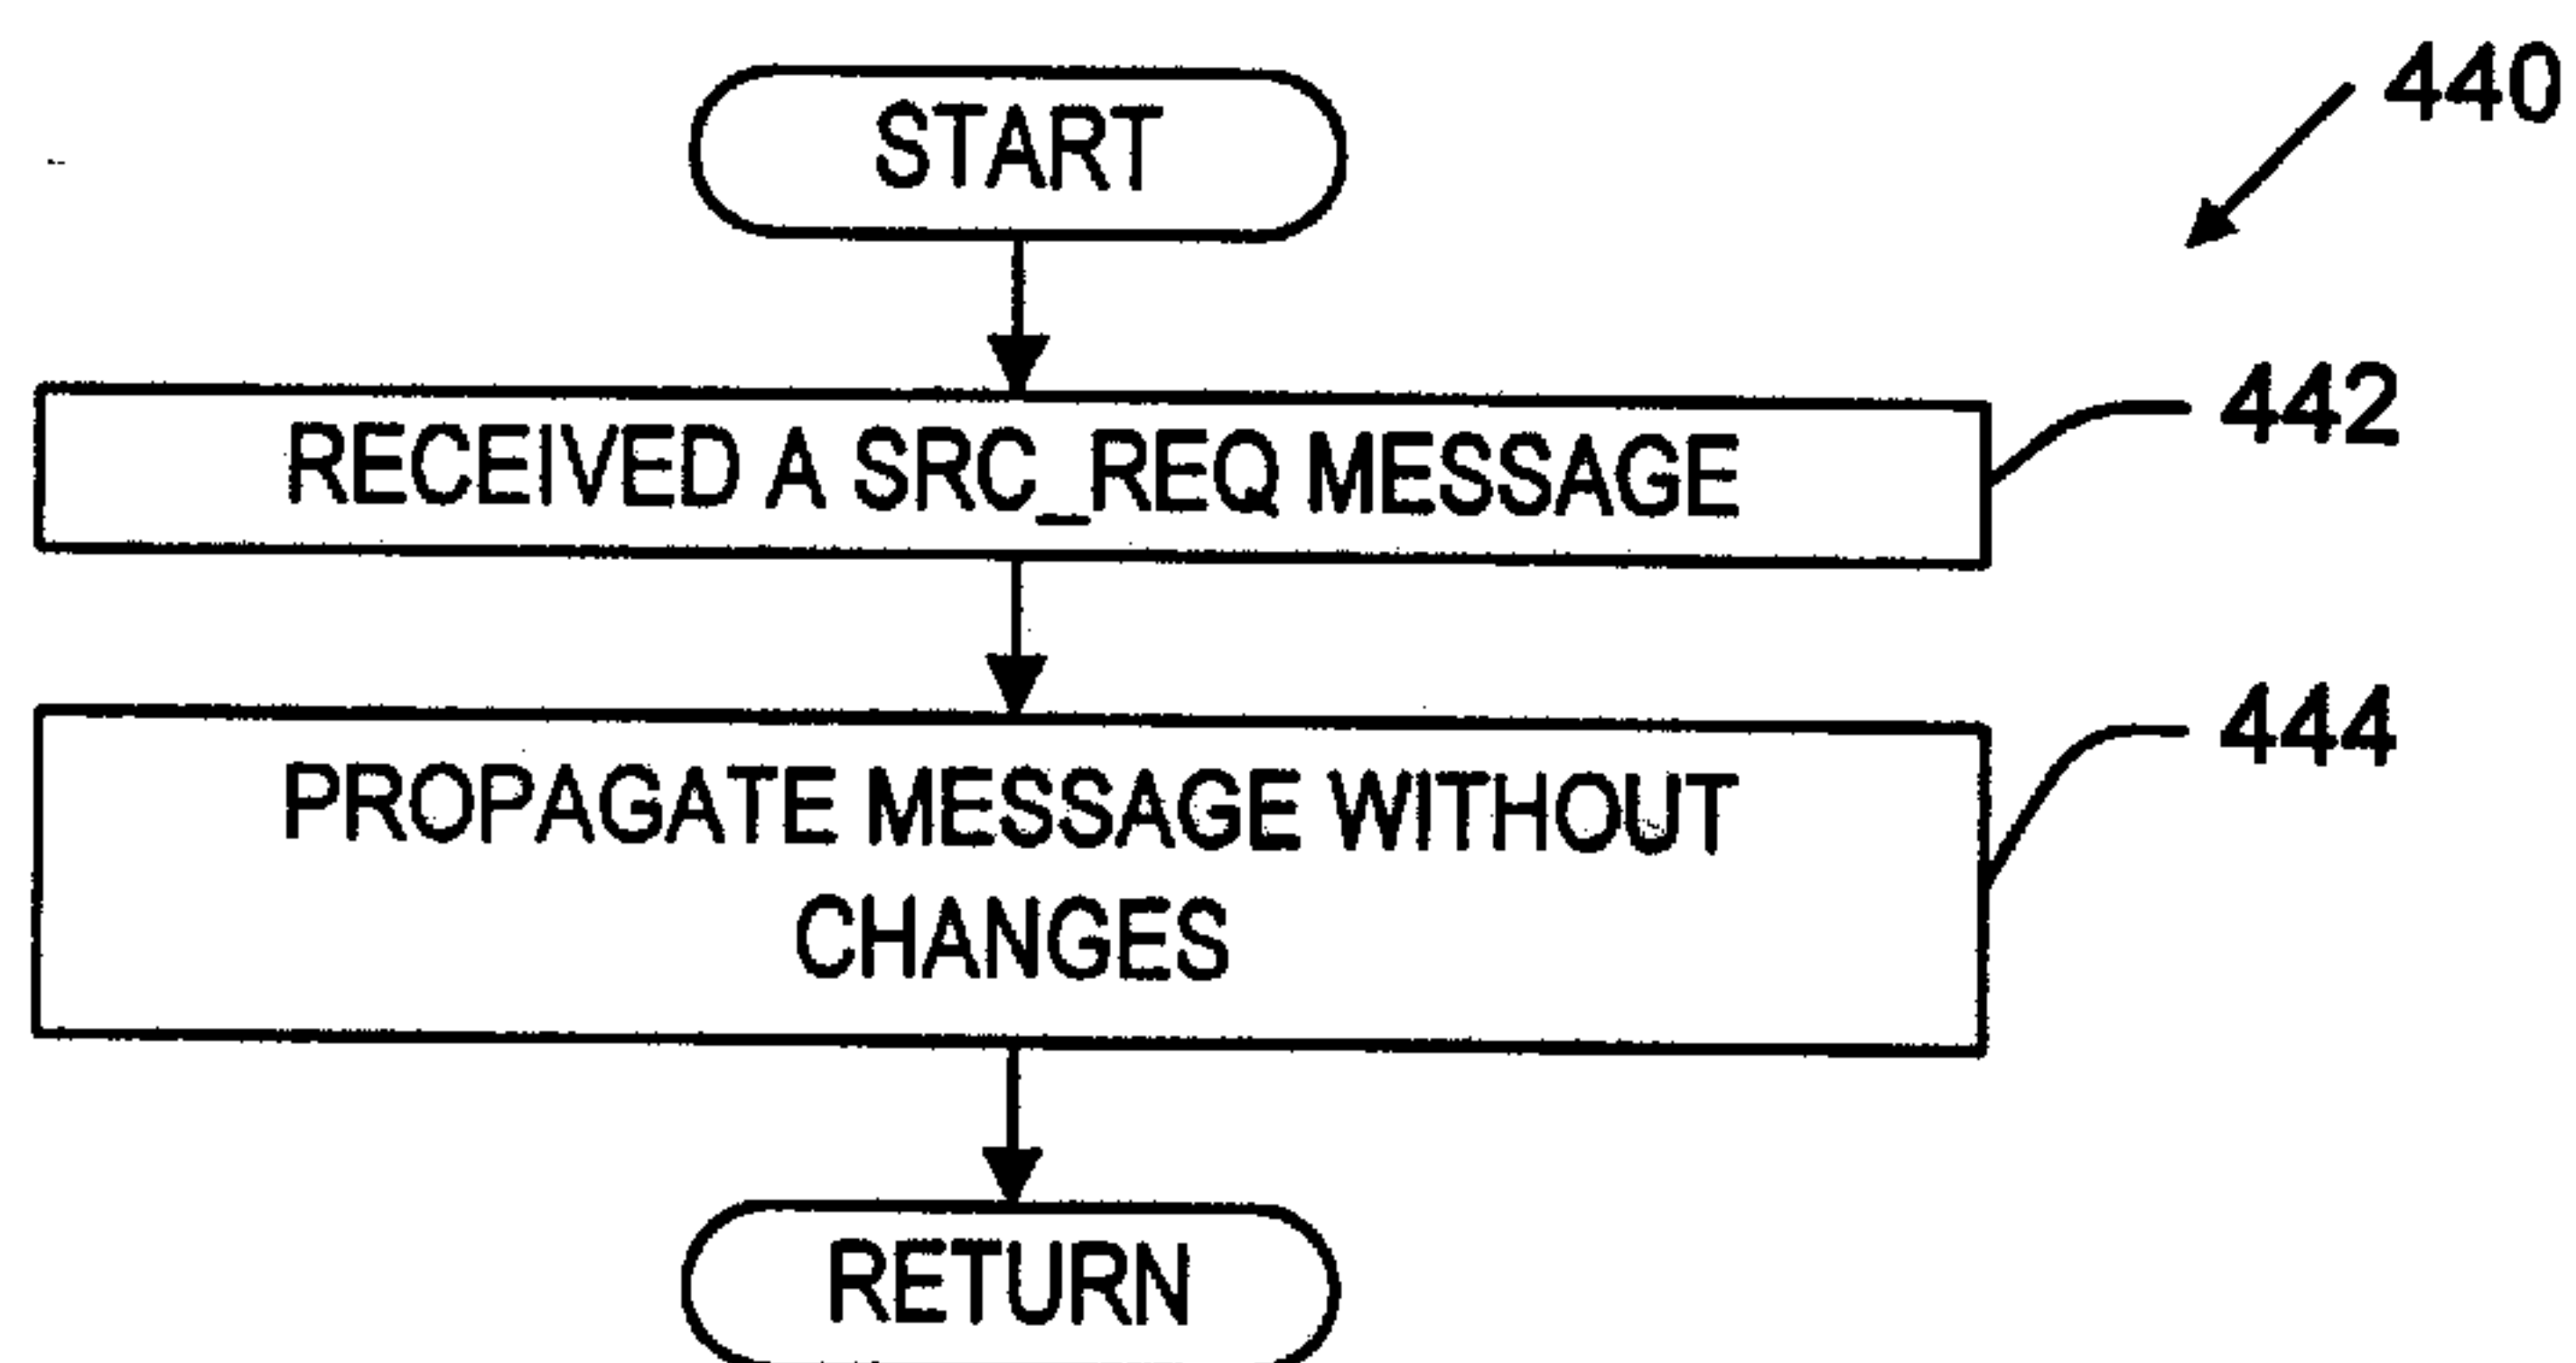 START
440
RECEIVED A SRC_REQ MESSAGE
442
PROPAGATE MESSAGE WITHOUT
CHANGES
444
RETURN